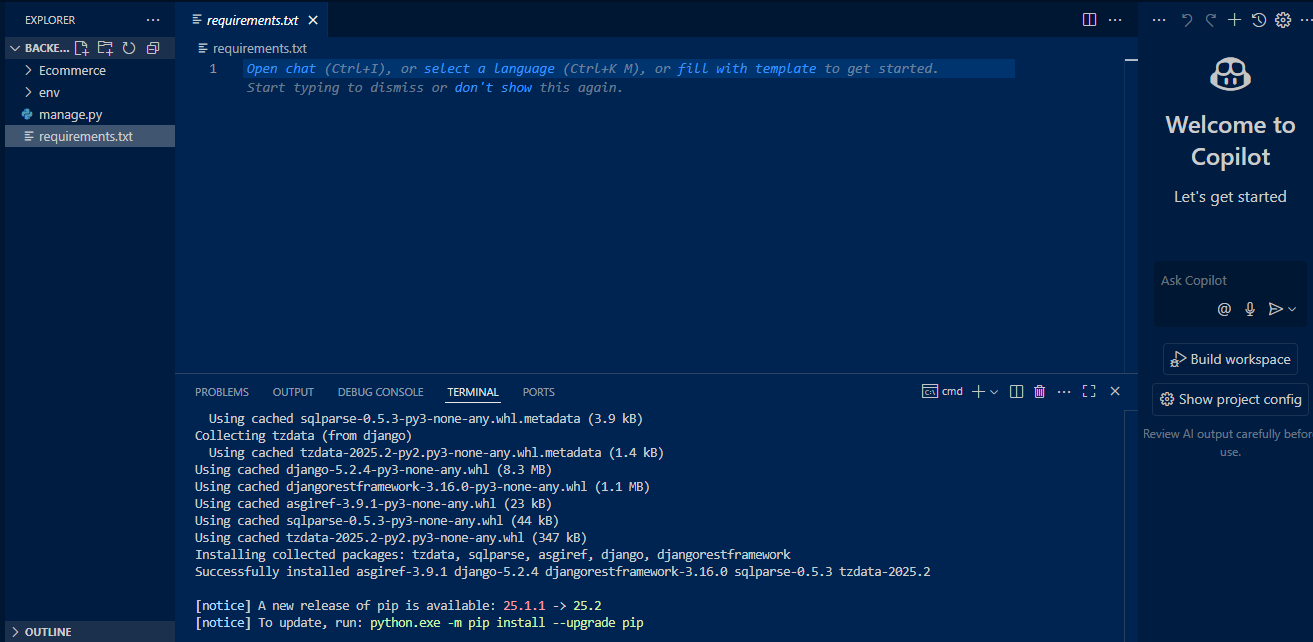 EXPLORER
BACKE...
Ecommerce
env
manage.py
requirements.txt
requirements.txt
requirements.txt
1
Open chat (Ctrl+I), or select a language (Ctrl+K M), or fill with template to get started.
Start typing to dismiss or don't show this again.
PROBLEMS OUTPUT DEBUG CONSOLE TERMINAL PORTS
cmd
Using cached sqlparse-0.5.3-py3-none-any.whl.metadata (3.9 kB)
Collecting tzdata (from django)
Using cached tzdata-2025.2-py2.py3-none-any.whl.metadata (1.4 kB)
Using cached django-5.2.4-py3-none-any.whl (8.3 MB)
Using cached djangorestframework-3.16.0-py3-none-any.whl (1.1 MB)
Using cached asgiref-3.9.1-py3-none-any.whl (23 kB)
Using cached sqlparse-0.5.3-py3-none-any.whl (44 kB)
Using cached tzdata-2025.2-py2.py3-none-any.whl (347 kB)
Installing collected packages: tzdata, sqlparse, asgiref, django, djangorestframework
Successfully installed asgiref-3.9.1 django-5.2.4 djangorestframework-3.16.0 sqlparse-0.5.3 tzdata-2025.2
[notice] A new release of pip is available: 25.1.1 -> 25.2
[notice] To update, run: python.exe -m pip install --upgrade pip
OUTLINE
Welcome to
Copilot
Let's get started
Ask Copilot
@
Build workspace
Show project config
Review AI output carefully before
use.